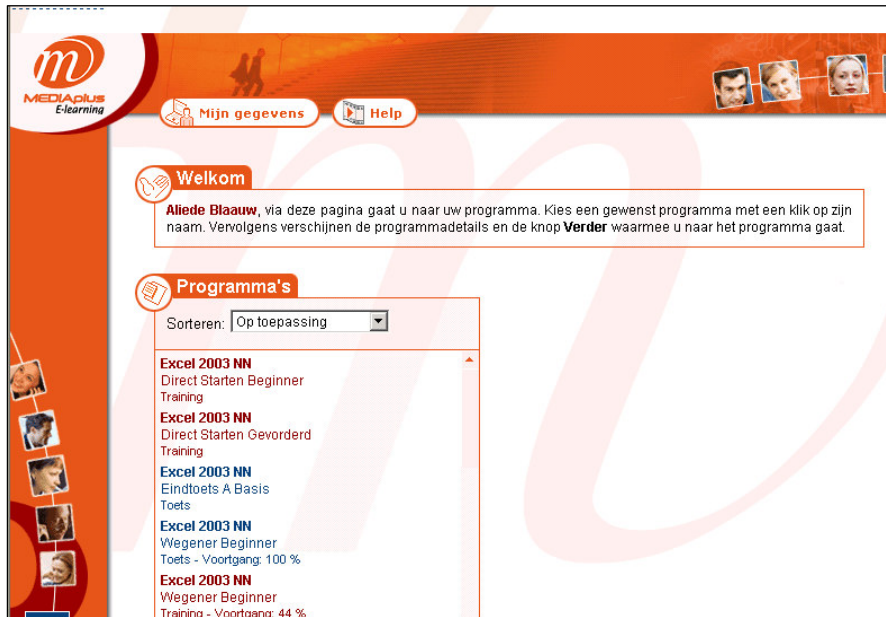 m
MEDIAplus
E-learning
Mijn gegevens
Help
Welkom
Aliede Blaauw, via deze pagina gaat u naar uw programma. Kies een gewenst programma met een klik op zijn
naam. Vervolgens verschijnen de programmadetails en de knop Verder waarmee u naar het programma gaat.
Programma's
Sorteren: Op toepassing
Excel 2003 NN
Direct Starten Beginner
Training
Excel 2003 NN
Direct Starten Gevorderd
Training
Excel 2003 NN
Eindtoets A Basis
Toets
Excel 2003 NN
Wegener Beginner
Toets - Voortgang: 100 %
Excel 2003 NN
Wegener Beginner
Training - Voortgang: 44 %